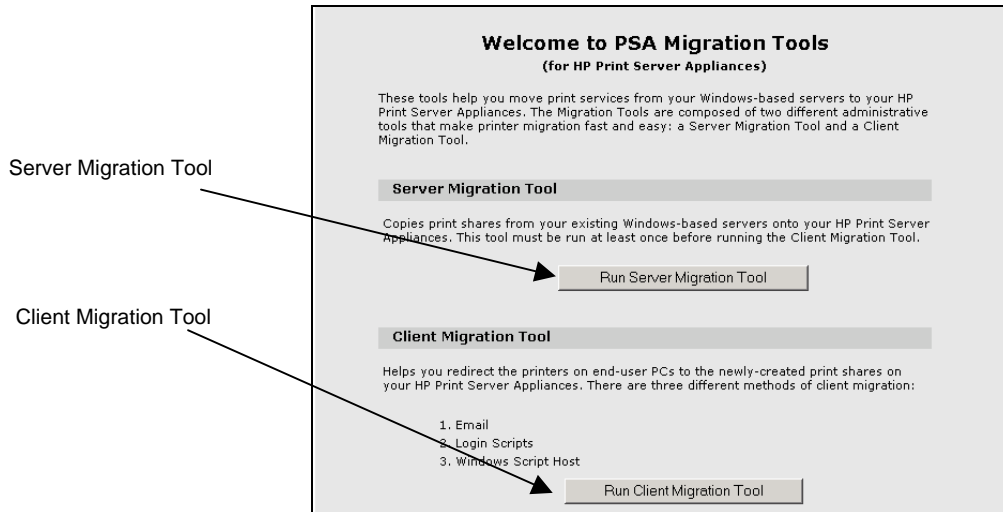 Welcome to PSA Migration Tools
(for HP Print Server Appliances)
These tools help you move print services from your Windows-based servers to your HP
Print Server Appliances. The Migration Tools are composed of two different administrative
tools that make printer migration fast and easy: a Server Migration Tool and a Client
Migration Tool.
Server Migration Tool
Server Migration Tool
Copies print shares from your existing Windows-based servers onto your HP Print Server
Appliances. This tool must be run at least once before running the Client Migration Tool.
Run Server Migration Tool
Client Migration Tool
Client Migration Tool
Helps you redirect the printers on end-user PCs to the newly-created print shares on
your HP Print Server Appliances. There are three different methods of client migration:
1. Email
2. Login Scripts
3. Windows Script Host
Run Client Migration Tool